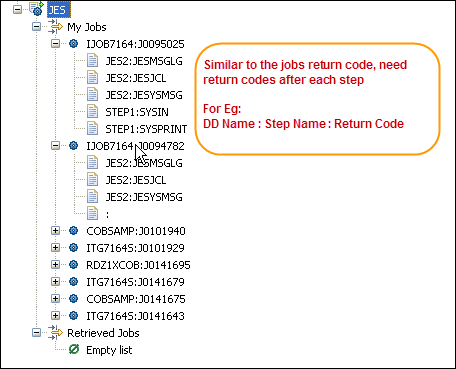 JES
My Jobs
IJOB7164:J0095025
JES2:JESMSGLG
JES2:JESJCL
JES2:JESYSMSG
STEP1:SYSIN
STEP1:SYSPRINT
IJOB7164:J0094782
JES2:JESMSGLG
JES2:JESJCL
JES2:JESYSMSG
:
COBSAMP:J0101940
ITG7164S:J0101929
RDZ1XCOB:J0141695
ITG7164S:J0141679
COBSAMP:J0141675
ITG7164S:J0141643
Retrieved Jobs
Empty list
Similar to the jobs return code, need
return codes after each step
For Eg:
DD Name : Step Name : Return Code